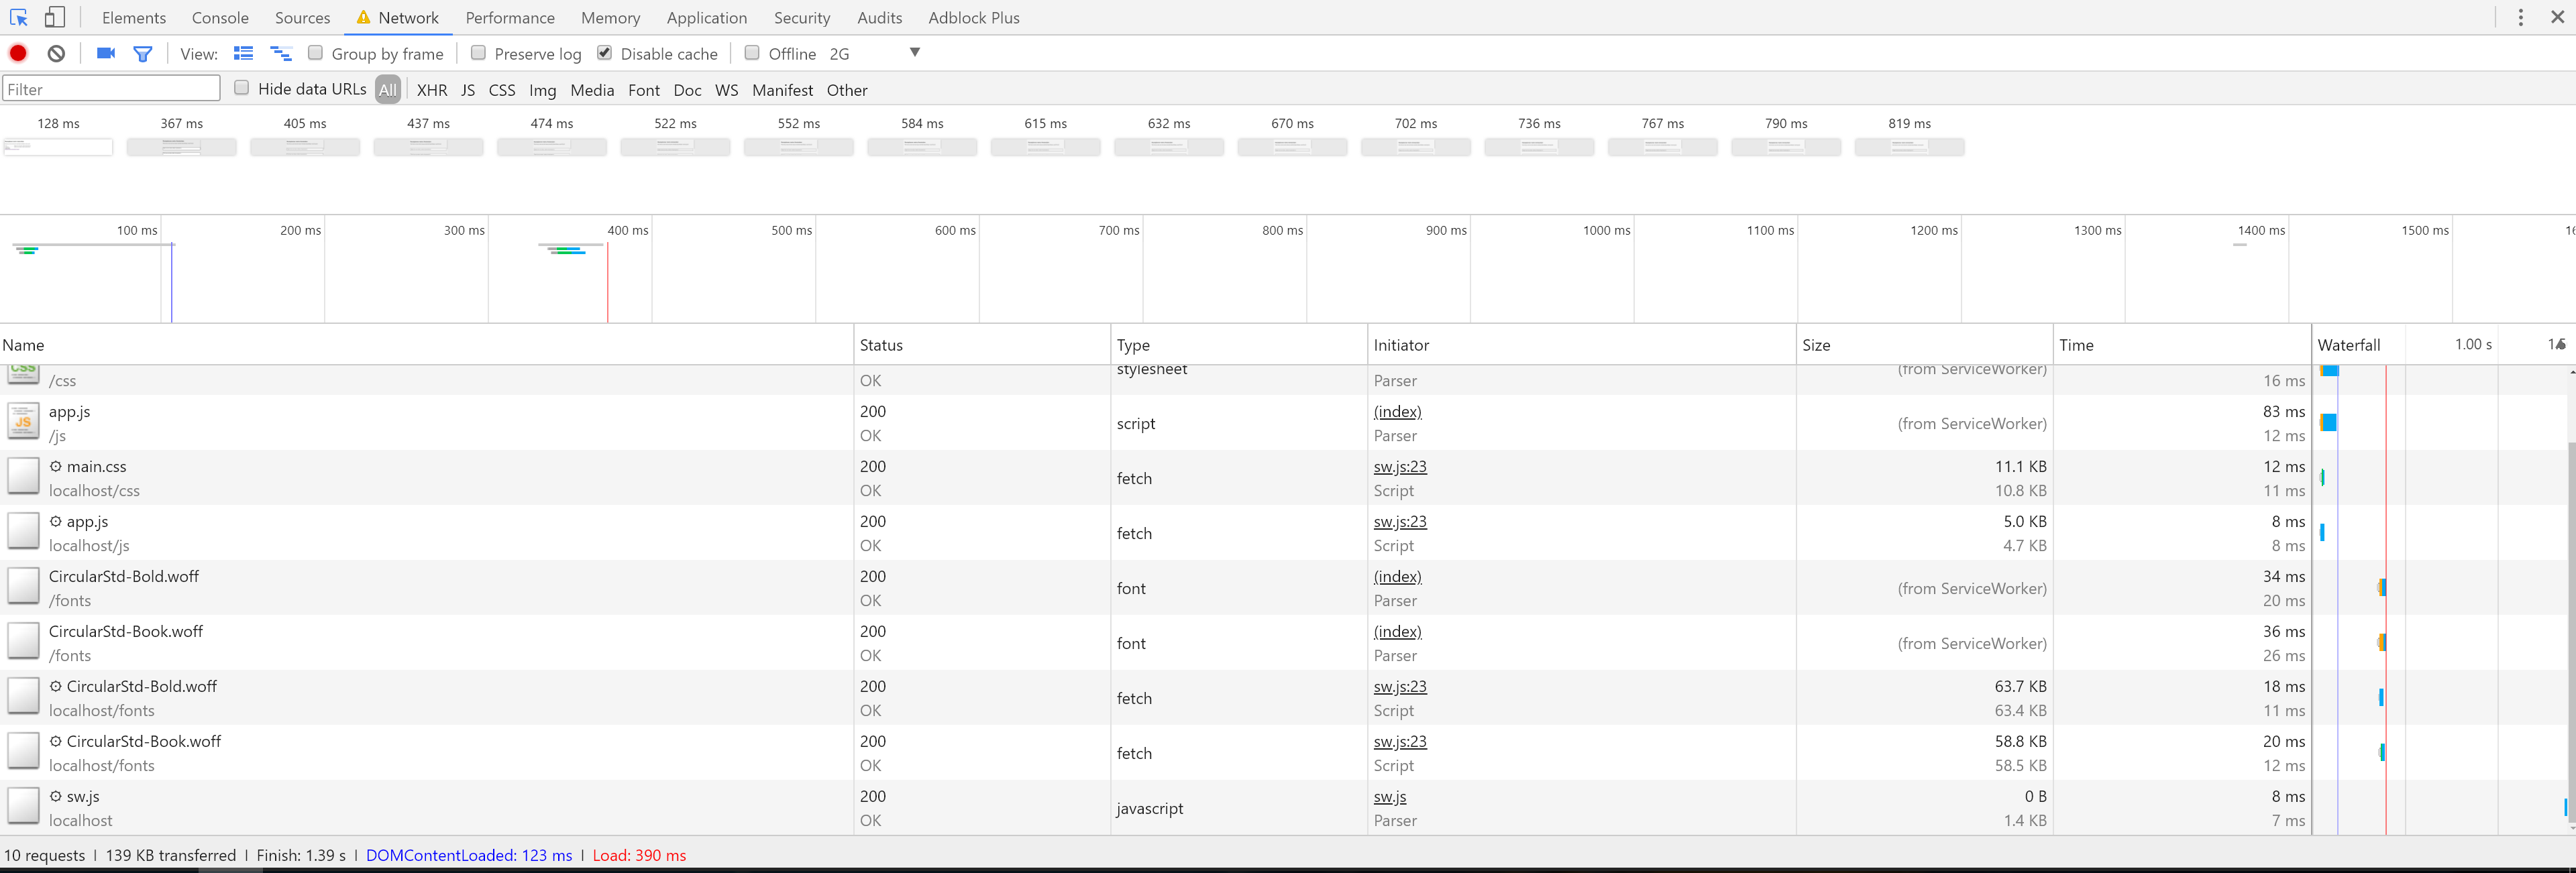 Elements Console Sources Network Performance Memory Application Security Audits Adblock Plus
View: Group by frame Preserve log Disable cache Offline 2G
Filter Hide data URLs All XHR JS CSS Img Media Font Doc WS Manifest Other
128 ms 367 ms 405 ms 437 ms 474 ms 522 ms 552 ms 584 ms 615 ms 632 ms 670 ms 702 ms 736 ms 767 ms 790 ms 819 ms
100 ms 200 ms 300 ms 400 ms 500 ms 600 ms 700 ms 800 ms 900 ms 1000 ms 1100 ms 1200 ms 1300 ms 1400 ms 1500 ms
Name Status Type Initiator Size Time Waterfall 1.00 s
CSS stylesheet (from ServiceWorker)
/css OK Parser 16 ms
app.js 200 script (index) (from ServiceWorker) 83 ms
JS
/js OK Parser 12 ms
main.css 200 fetch sw.js:23 11.1 KB 12 ms
localhost/css OK Script 10.8 KB 11 ms
app.js 200 fetch sw.js:23 5.0 KB 8 ms
localhost/js OK Script 4.7 KB 8 ms
CircularStd-Bold.woff 200 font (index) (from ServiceWorker) 34 ms
/fonts OK Parser 20 ms
CircularStd-Book.woff 200 font (index) (from ServiceWorker) 36 ms
/fonts OK Parser 26 ms
CircularStd-Bold.woff 200 fetch sw.js:23 63.7 KB 18 ms
localhost/fonts OK Script 63.4 KB 11 ms
CircularStd-Book.woff 200 fetch sw.js:23 58.8 KB 20 ms
localhost/fonts OK Script 58.5 KB 12 ms
sw.js 200 javascript sw.js 0 B 8 ms
localhost OK Parser 1.4 KB 7 ms
10 requests | 139 KB transferred | Finish: 1.39 s | DOMContentLoaded: 123 ms | Load: 390 ms